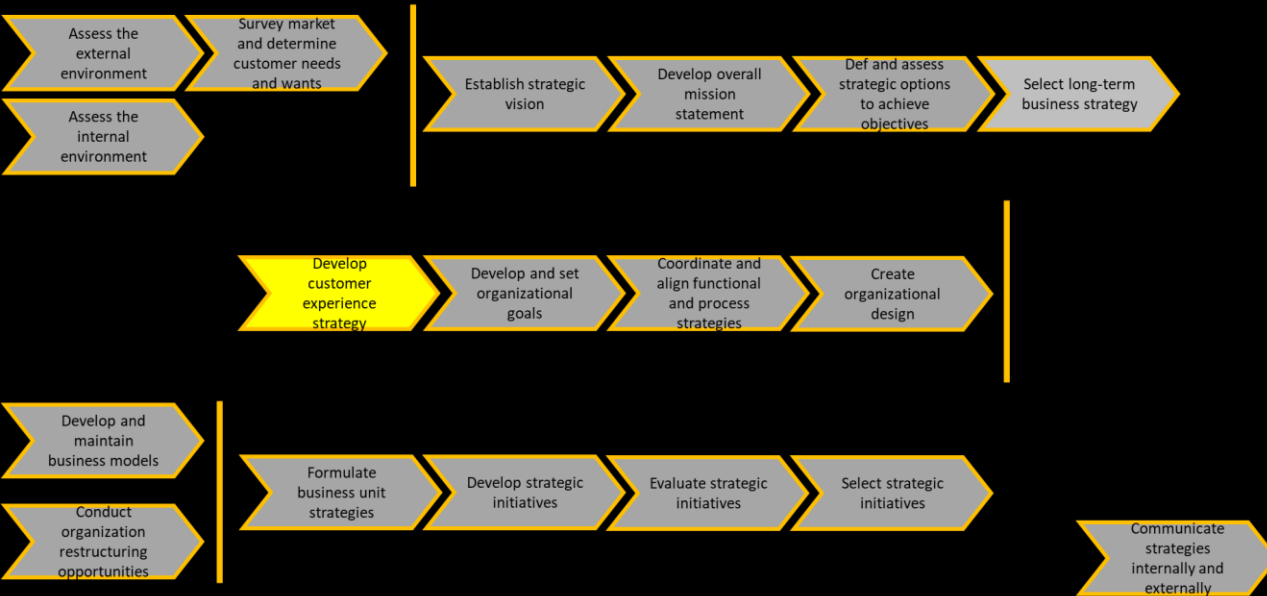 Assess the
external
environment
Survey market
and determine
customer needs
and wants
Assess the
internal
environment
Establish strategic
vision
Develop overall
mission
statement
Def and assess
strategic options
to achieve
objectives
Select long-term
business strategy
Develop
customer
experience
strategy
Develop and set
organizational
goals
Coordinate and
align functional
and process
strategies
Create
organizational
design
Develop and
maintain
business models
Conduct
organization
restructuring
opportunities
Formulate
business unit
strategies
Develop strategic
initiatives
Evaluate strategic
initiatives
Select strategic
initiatives
Communicate
strategies
internally and
externally